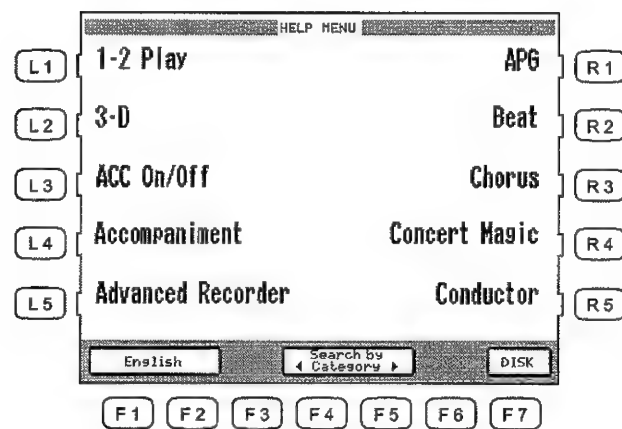 HELP MENU
L1 1-2 Play APG R1
L2 3-D Beat R2
L3 ACC On/Off Chorus R3
L4 Accompaniment Concert Magic R4
L5 Advanced Recorder Conductor R5
English Search by DISK
◀ Category ▶
F1 F2 F3 F4 F5 F6 F7